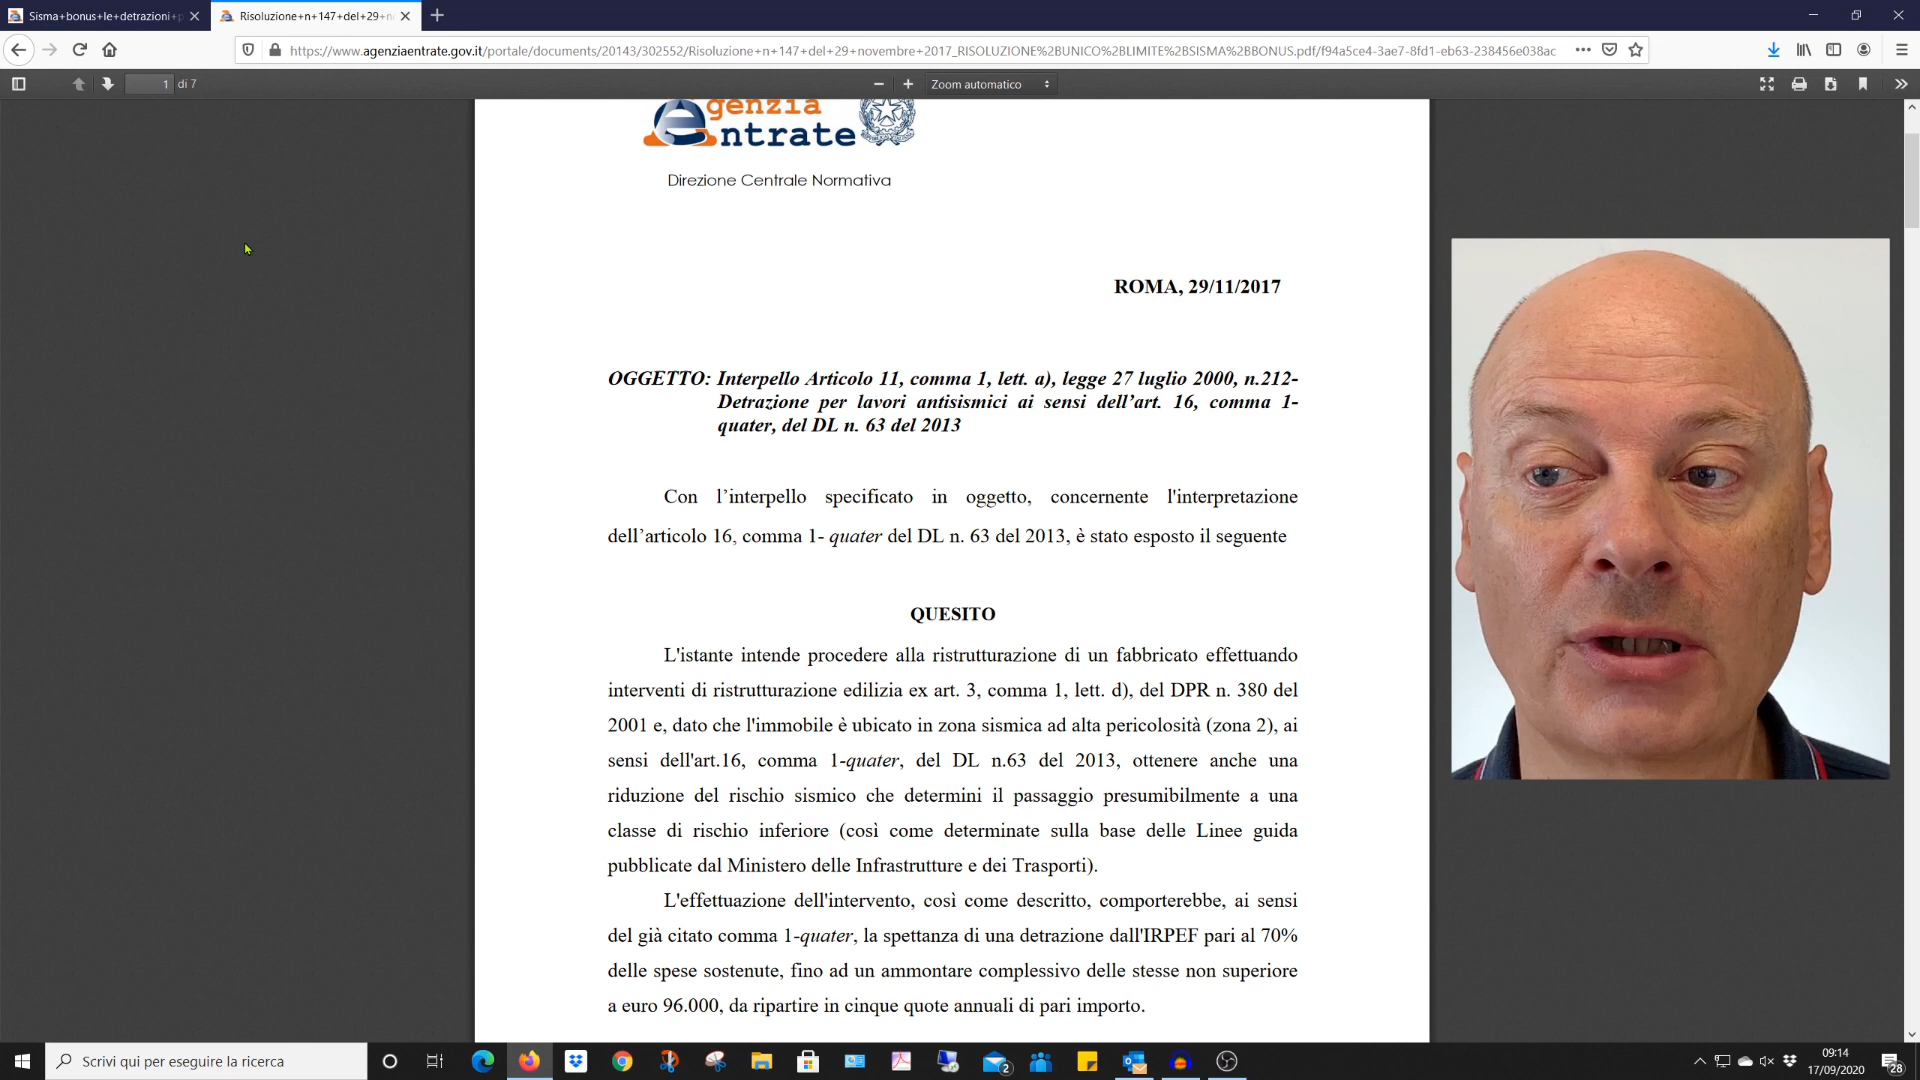 Sisma+bonus+le+detrazioni+p
Risoluzione+n+147+del+29+n
https://www.agenziaentrate.gov.it/portale/documents/20143/302552/Risoluzione+n+147+del+29+novembre+2017_RISOLUZIONE%2BUNICO%2BLIMITE%2BSISMA%2BBONUS.pdf/f94a5ce4-3ae7-8fd1-eb63-238456e038ac
1 di 7
Zoom automatico
genzia
ntrate
Direzione Centrale Normativa
ROMA, 29/11/2017
OGGETTO: Interpello Articolo 11, comma 1, lett. a), legge 27 luglio 2000, n.212-
Detrazione per lavori antisismici ai sensi dell’art. 16, comma 1-
quater, del DL n. 63 del 2013
Con l’interpello specificato in oggetto, concernente l'interpretazione
dell’articolo 16, comma 1- quater del DL n. 63 del 2013, è stato esposto il seguente
QUESITO
L'istante intende procedere alla ristrutturazione di un fabbricato effettuando
interventi di ristrutturazione edilizia ex art. 3, comma 1, lett. d), del DPR n. 380 del
2001 e, dato che l'immobile è ubicato in zona sismica ad alta pericolosità (zona 2), ai
sensi dell'art.16, comma 1-quater, del DL n.63 del 2013, ottenere anche una
riduzione del rischio sismico che determini il passaggio presumibilmente a una
classe di rischio inferiore (così come determinate sulla base delle Linee guida
pubblicate dal Ministero delle Infrastrutture e dei Trasporti).
L'effettuazione dell'intervento, così come descritto, comporterebbe, ai sensi
del già citato comma 1-quater, la spettanza di una detrazione dall'IRPEF pari al 70%
delle spese sostenute, fino ad un ammontare complessivo delle stesse non superiore
a euro 96.000, da ripartire in cinque quote annuali di pari importo.
Scrivi qui per eseguire la ricerca
2
09:14
17/09/2020
28